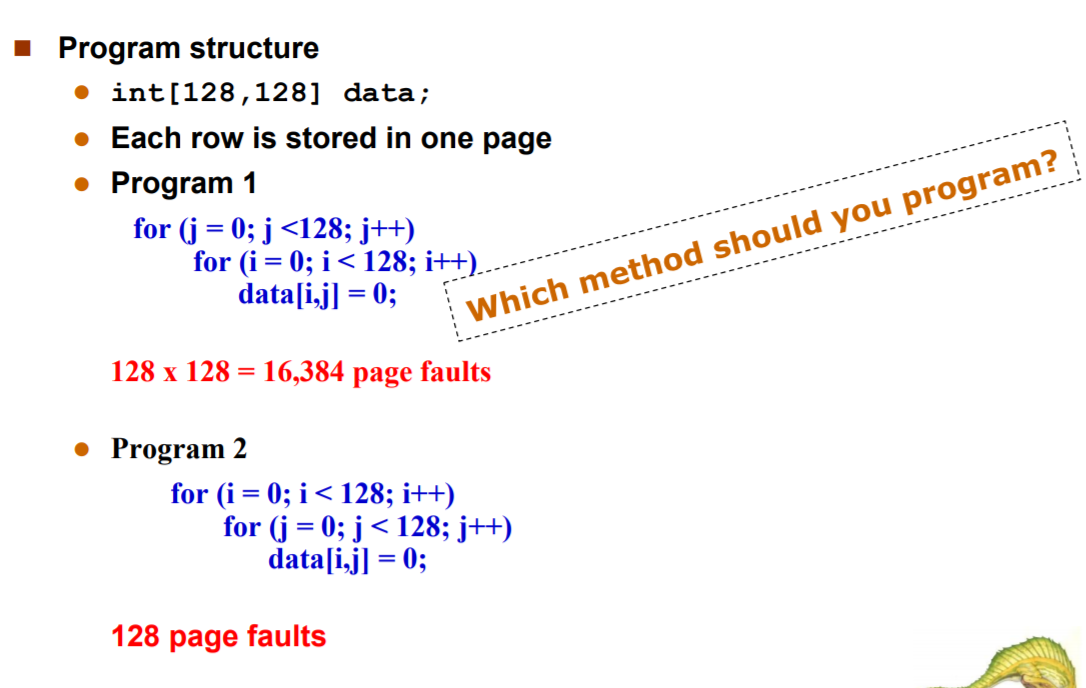 Program structure
int[128,128] data;
Each row is stored in one page
Program 1
for (j = 0; j <128; j++)
for (i = 0; i < 128; i++)
data[i,j] = 0;
Which method should you program?
128 x 128 = 16,384 page faults
Program 2
for (i = 0; i < 128; i++)
for (j = 0; j < 128; j++)
data[i,j] = 0;
128 page faults